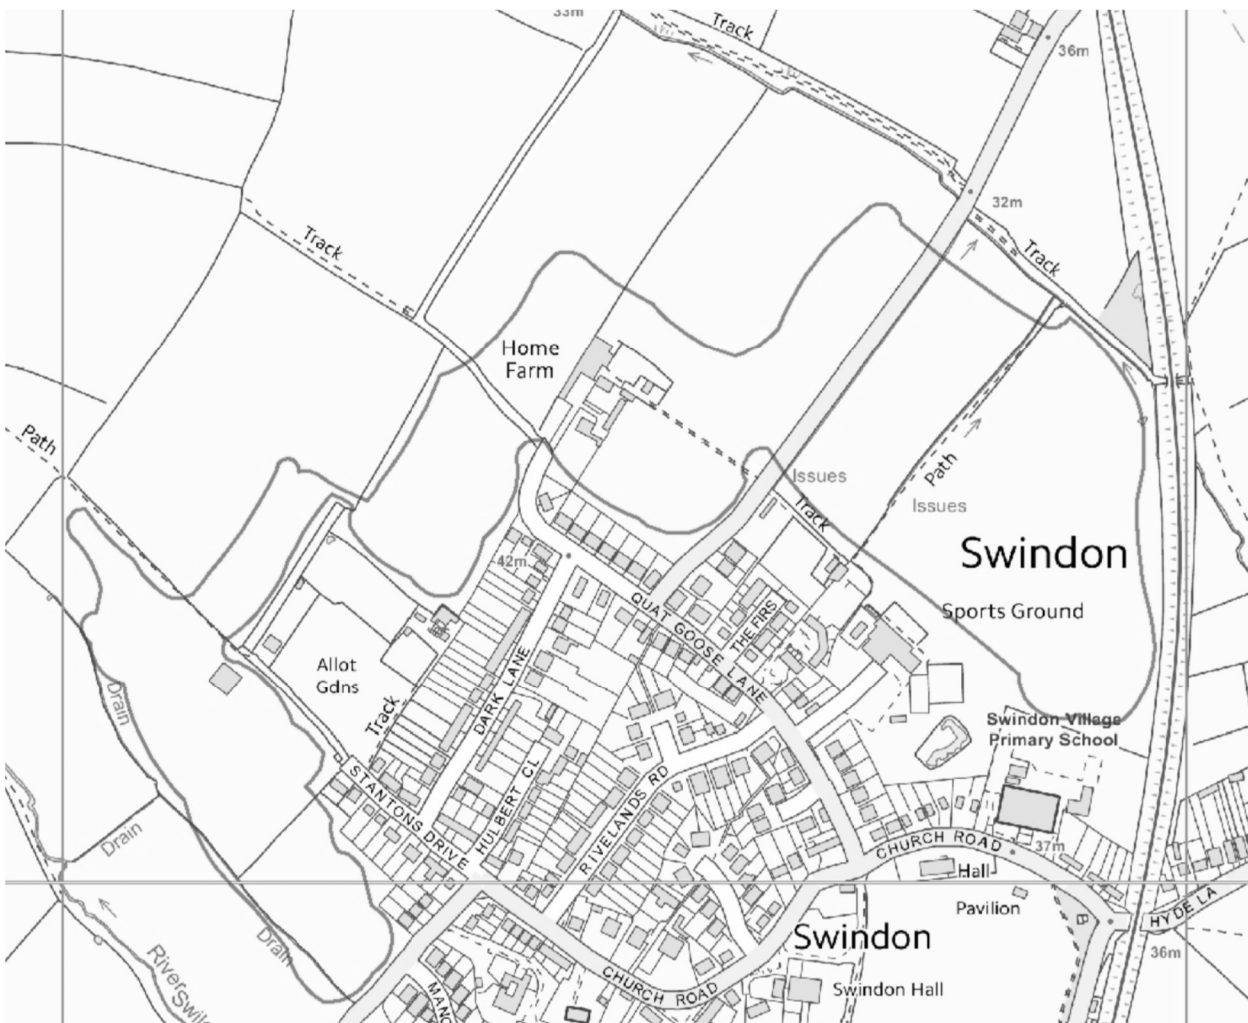 33m
Track
36m
32m
Track
Track
Home
Farm
Path
Path
Issues
Issues
Track
Swindon
42m
Sports Ground
QUAT GOOSE LANE
THE FIRS
Allot
Gdns
DARK LANE
Track
Drain
Swindon Village
Primary School
STANTONS DRIVE
HULBERT CL
RIVELANDS RD
Drain
CHURCH ROAD
37m
Hall
Pavilion
HYDE LA
Swindon
36m
Drain
River
CHURCH ROAD
Swindon Hall